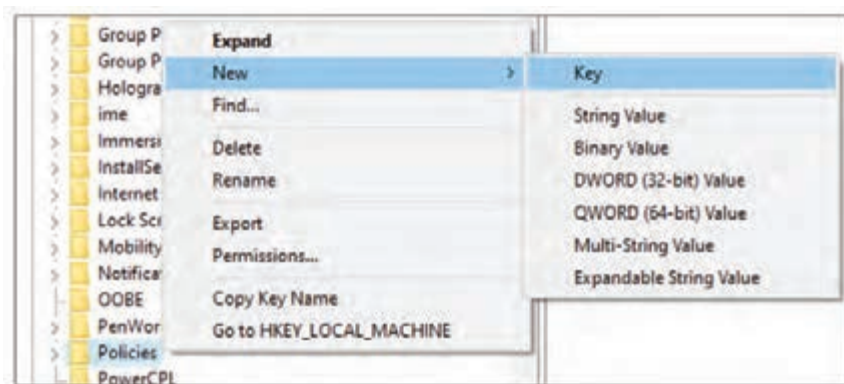 Group P
Group P
Hologra
ime
Immersi
InstallSe
Internet
Lock Scr
Mobility
Notifica
OOBE
PenWor
Policies
PowerCPL
Expand
New
Find...
Delete
Rename
Export
Permissions...
Copy Key Name
Go to HKEY_LOCAL_MACHINE
Key
String Value
Binary Value
DWORD (32-bit) Value
QWORD (64-bit) Value
Multi-String Value
Expandable String Value